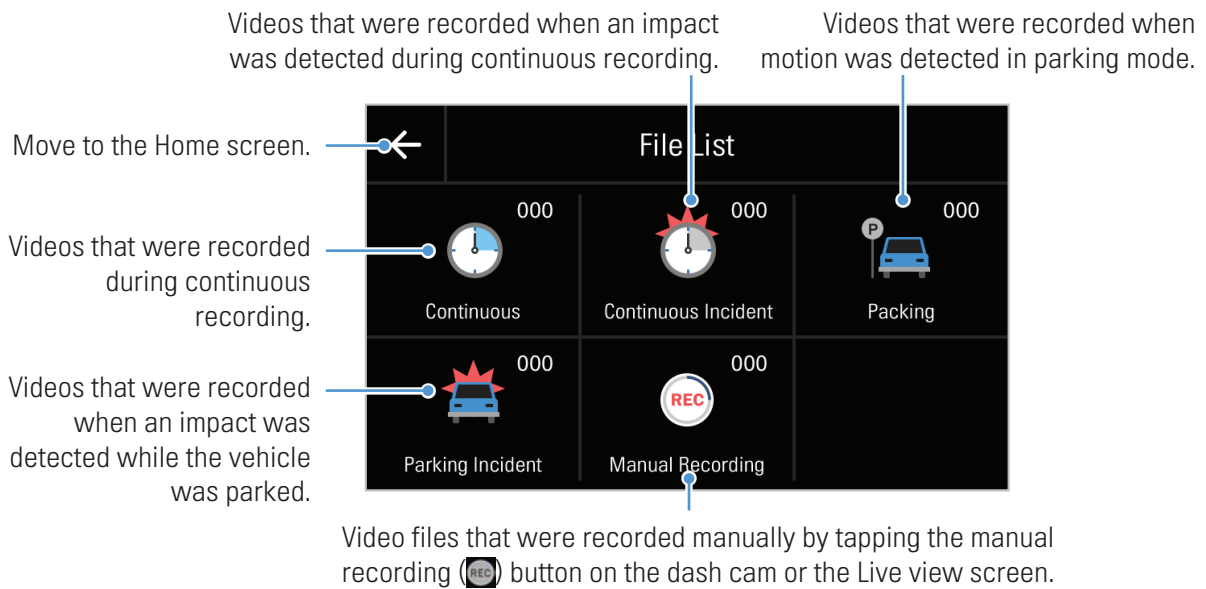 Videos that were recorded when an impact
was detected during continuous recording.
Videos that were recorded when
motion was detected in parking mode.
Move to the Home screen.
File List
Videos that were recorded
during continuous
recording.
000
Continuous
000
Continuous Incident
P
000
Packing
Videos that were recorded
when an impact was
detected while the vehicle
was parked.
000
Parking Incident
000
REC
Manual Recording
Video files that were recorded manually by tapping the manual
recording (REC) button on the dash cam or the Live view screen.